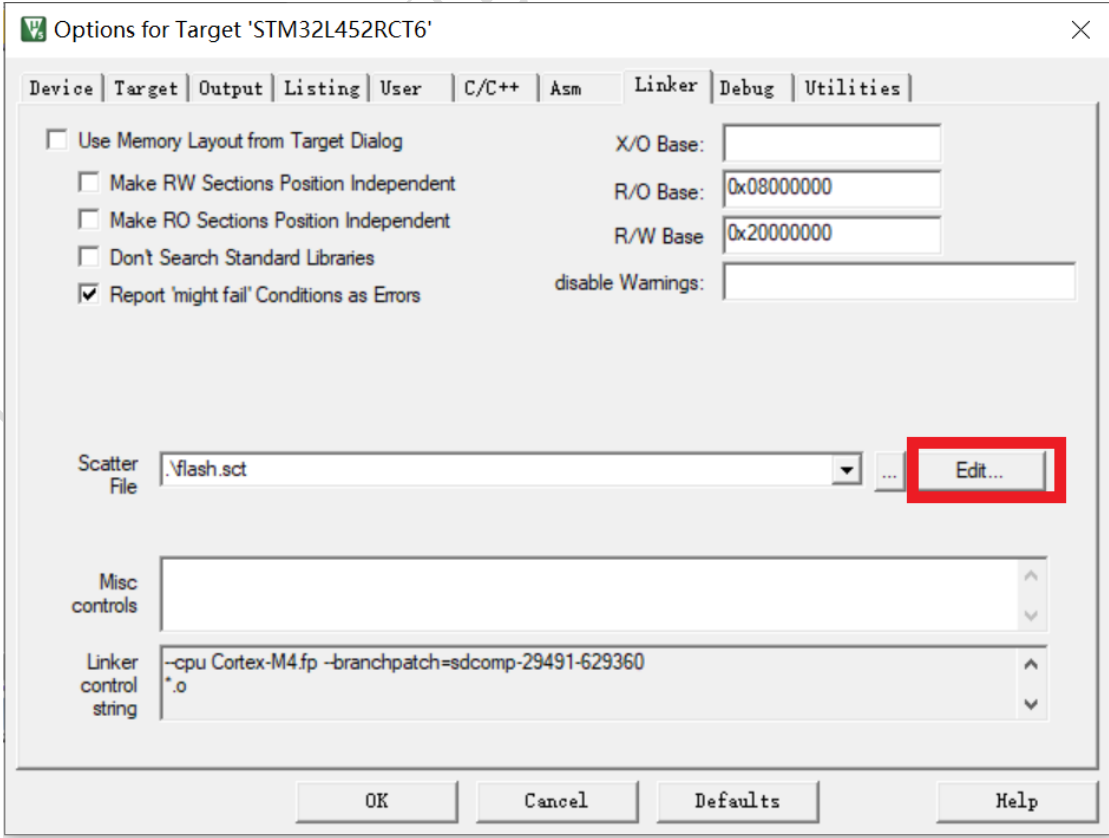 Options for Target 'STM32L452RCT6'
Device Target Output Listing User C/C++ Asm Linker Debug Utilities
Use Memory Layout from Target Dialog
Make RW Sections Position Independent
Make RO Sections Position Independent
Don't Search Standard Libraries
Report 'might fail' Conditions as Errors
X/O Base:
R/O Base: 0x08000000
R/W Base 0x20000000
disable Warnings:
Scatter
File
.\flash.sct
...
Edit...
Misc
controls
Linker
control
string
--cpu Cortex-M4.fp --branchpatch=sdcomp-29491-629360
*.o
OK Cancel Defaults Help